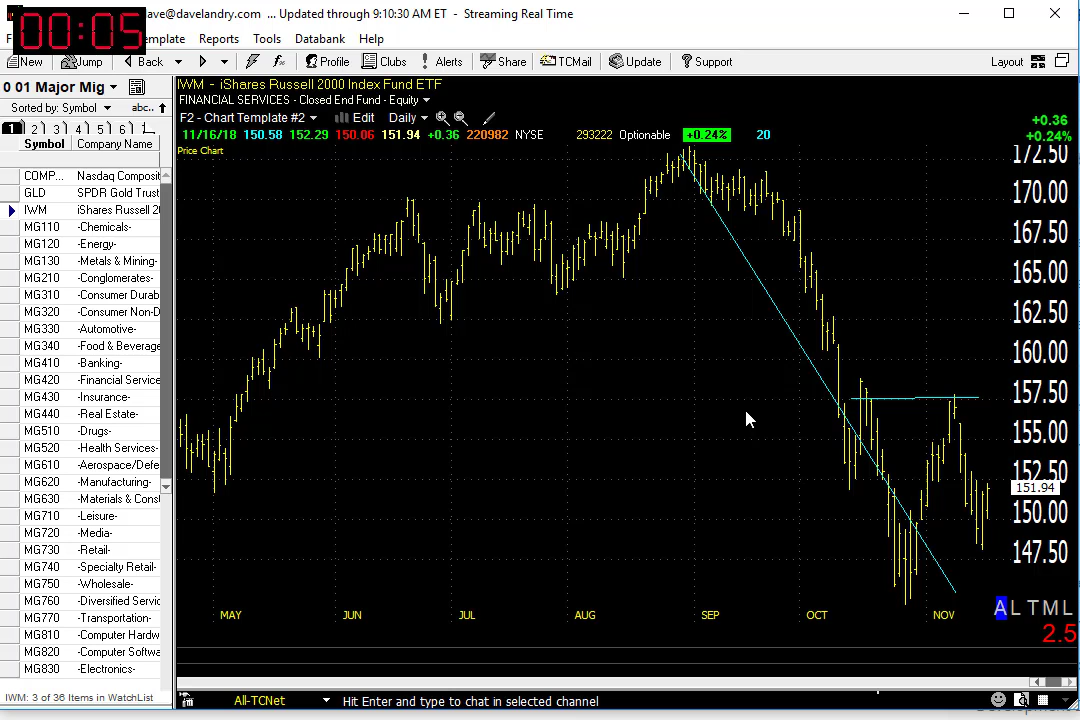 ave@davelandry.com ... Updated through 9:10:30 AM ET - Streaming Real Time
00:05
emplate Reports Tools Databank Help
New Jump Back Profile Clubs Alerts Share TCMail Update Support Layout
0 01 Major Mig
Sorted by: Symbol abc..
1 2 3 4 5 6
Symbol Company Name
COMP... Nasdaq Composit
GLD SPDR Gold Trust
IWM iShares Russell 2
MG110 -Chemicals-
MG120 -Energy-
MG130 -Metals & Mining-
MG210 -Conglomerates-
MG310 -Consumer Durab
MG320 -Consumer Non-D
MG330 -Automotive-
MG340 -Food & Beverage
MG410 -Banking-
MG420 -Financial Service
MG430 -Insurance-
MG440 -Real Estate-
MG510 -Drugs-
MG520 -Health Services-
MG610 -Aerospace/Defe
MG620 -Manufacturing-
MG630 -Materials & Cons
MG710 -Leisure-
MG720 -Media-
MG730 -Retail-
MG740 -Specialty Retail-
MG750 -Wholesale-
MG760 -Diversified Servic
MG770 -Transportation-
MG810 -Computer Hardw
MG820 -Computer Softwa
MG830 -Electronics-
IWM: 3 of 36 Items in WatchList
IWM - iShares Russell 2000 Index Fund ETF
FINANCIAL SERVICES - Closed End Fund - Equity
F2 - Chart Template #2 Edit Daily
11/16/18 150.58 152.29 150.06 151.94 +0.36 220982 NYSE 293222 Optionable +0.24% 20
Price Chart
+0.36
+0.24%
172.50
170.00
167.50
165.00
162.50
160.00
157.50
155.00
152.50
151.94
150.00
147.50
MAY JUN JUL AUG SEP OCT NOV
A L T M L
2.5
All-TCNet Hit Enter and type to chat in selected channel